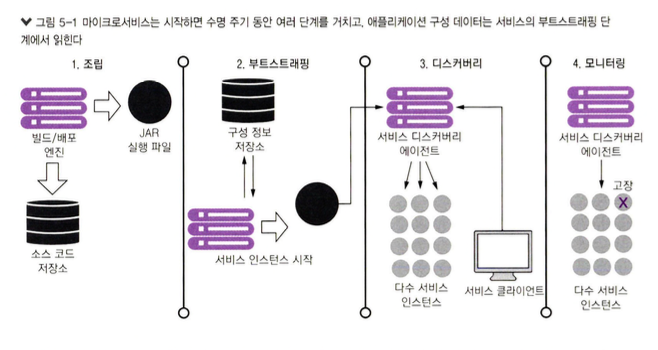 ▼ 그림 5-1 마이크로서비스는 시작하면 수명 주기 동안 여러 단계를 거치고, 애플리케이션 구성 데이터는 서비스의 부트스트래핑 단
계에서 읽힌다
1. 조립
2. 부트스트래핑
3. 디스커버리
4. 모니터링
빌드/배포
엔진
JAR
실행 파일
소스 코드
저장소
구성 정보
저장소
서비스 인스턴스 시작
서비스 디스커버리
에이전트
다수 서비스
인스턴스
서비스 클라이언트
서비스 디스커버리
에이전트
고장
X
다수 서비스
인스턴스